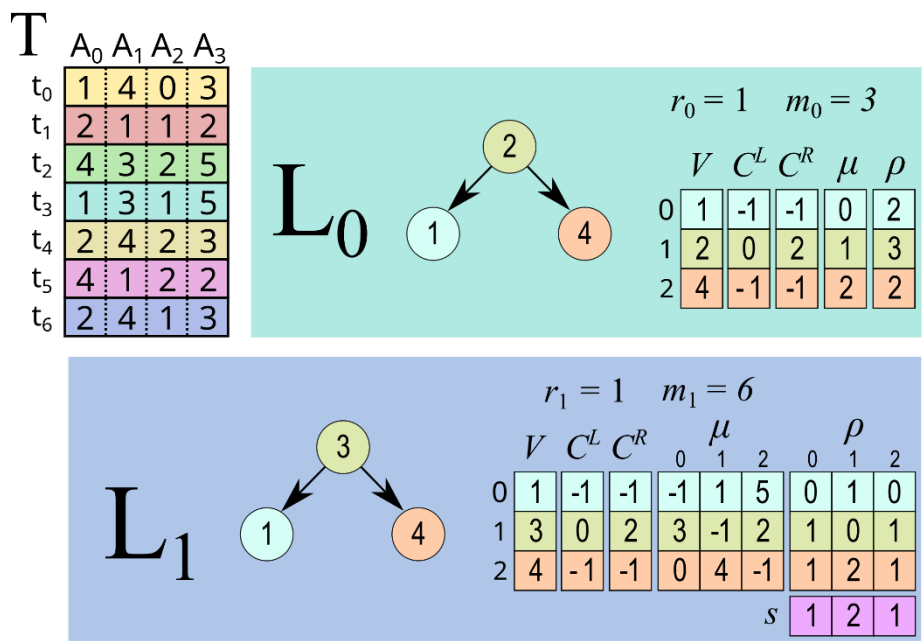 T
A0 A1 A2 A3
t0 1 4 0 3
t1 2 1 1 2
t2 4 3 2 5
t3 1 3 1 5
t4 2 4 2 3
t5 4 1 2 2
t6 2 4 1 3
L0
2
1 4
r0 = 1 m0 = 3
V C^L C^R μ ρ
0 1 -1 -1 0 2
1 2 0 2 1 3
2 4 -1 -1 2 2
L1
3
1 4
r1 = 1 m1 = 6
V C^L C^R μ ρ
0 1 2 0 1 2
0 1 -1 -1 -1 1 5 0 1 0
1 3 0 2 3 -1 2 1 0 1
2 4 -1 -1 0 4 -1 1 2 1
s 1 2 1